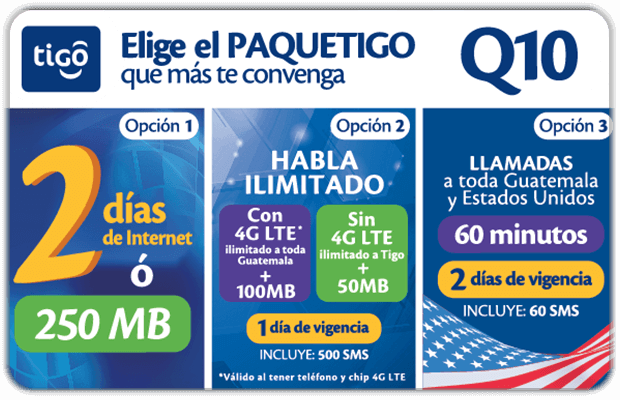 tigo
Elige el PAQUETIGO
que más te convenga
Q10
Opción 1
2
días
de Internet
ó
250 MB
Opción 2
HABLA
ILIMITADO
Con
4G LTE*
ilimitado a toda
Guatemala
+
100MB
Sin
4G LTE
ilimitado a Tigo
+
50MB
1 día de vigencia
INCLUYE: 500 SMS
*Válido al tener teléfono y chip 4G LTE
Opción 3
LLAMADAS
a toda Guatemala
y Estados Unidos
60 minutos
2 días de vigencia
INCLUYE: 60 SMS